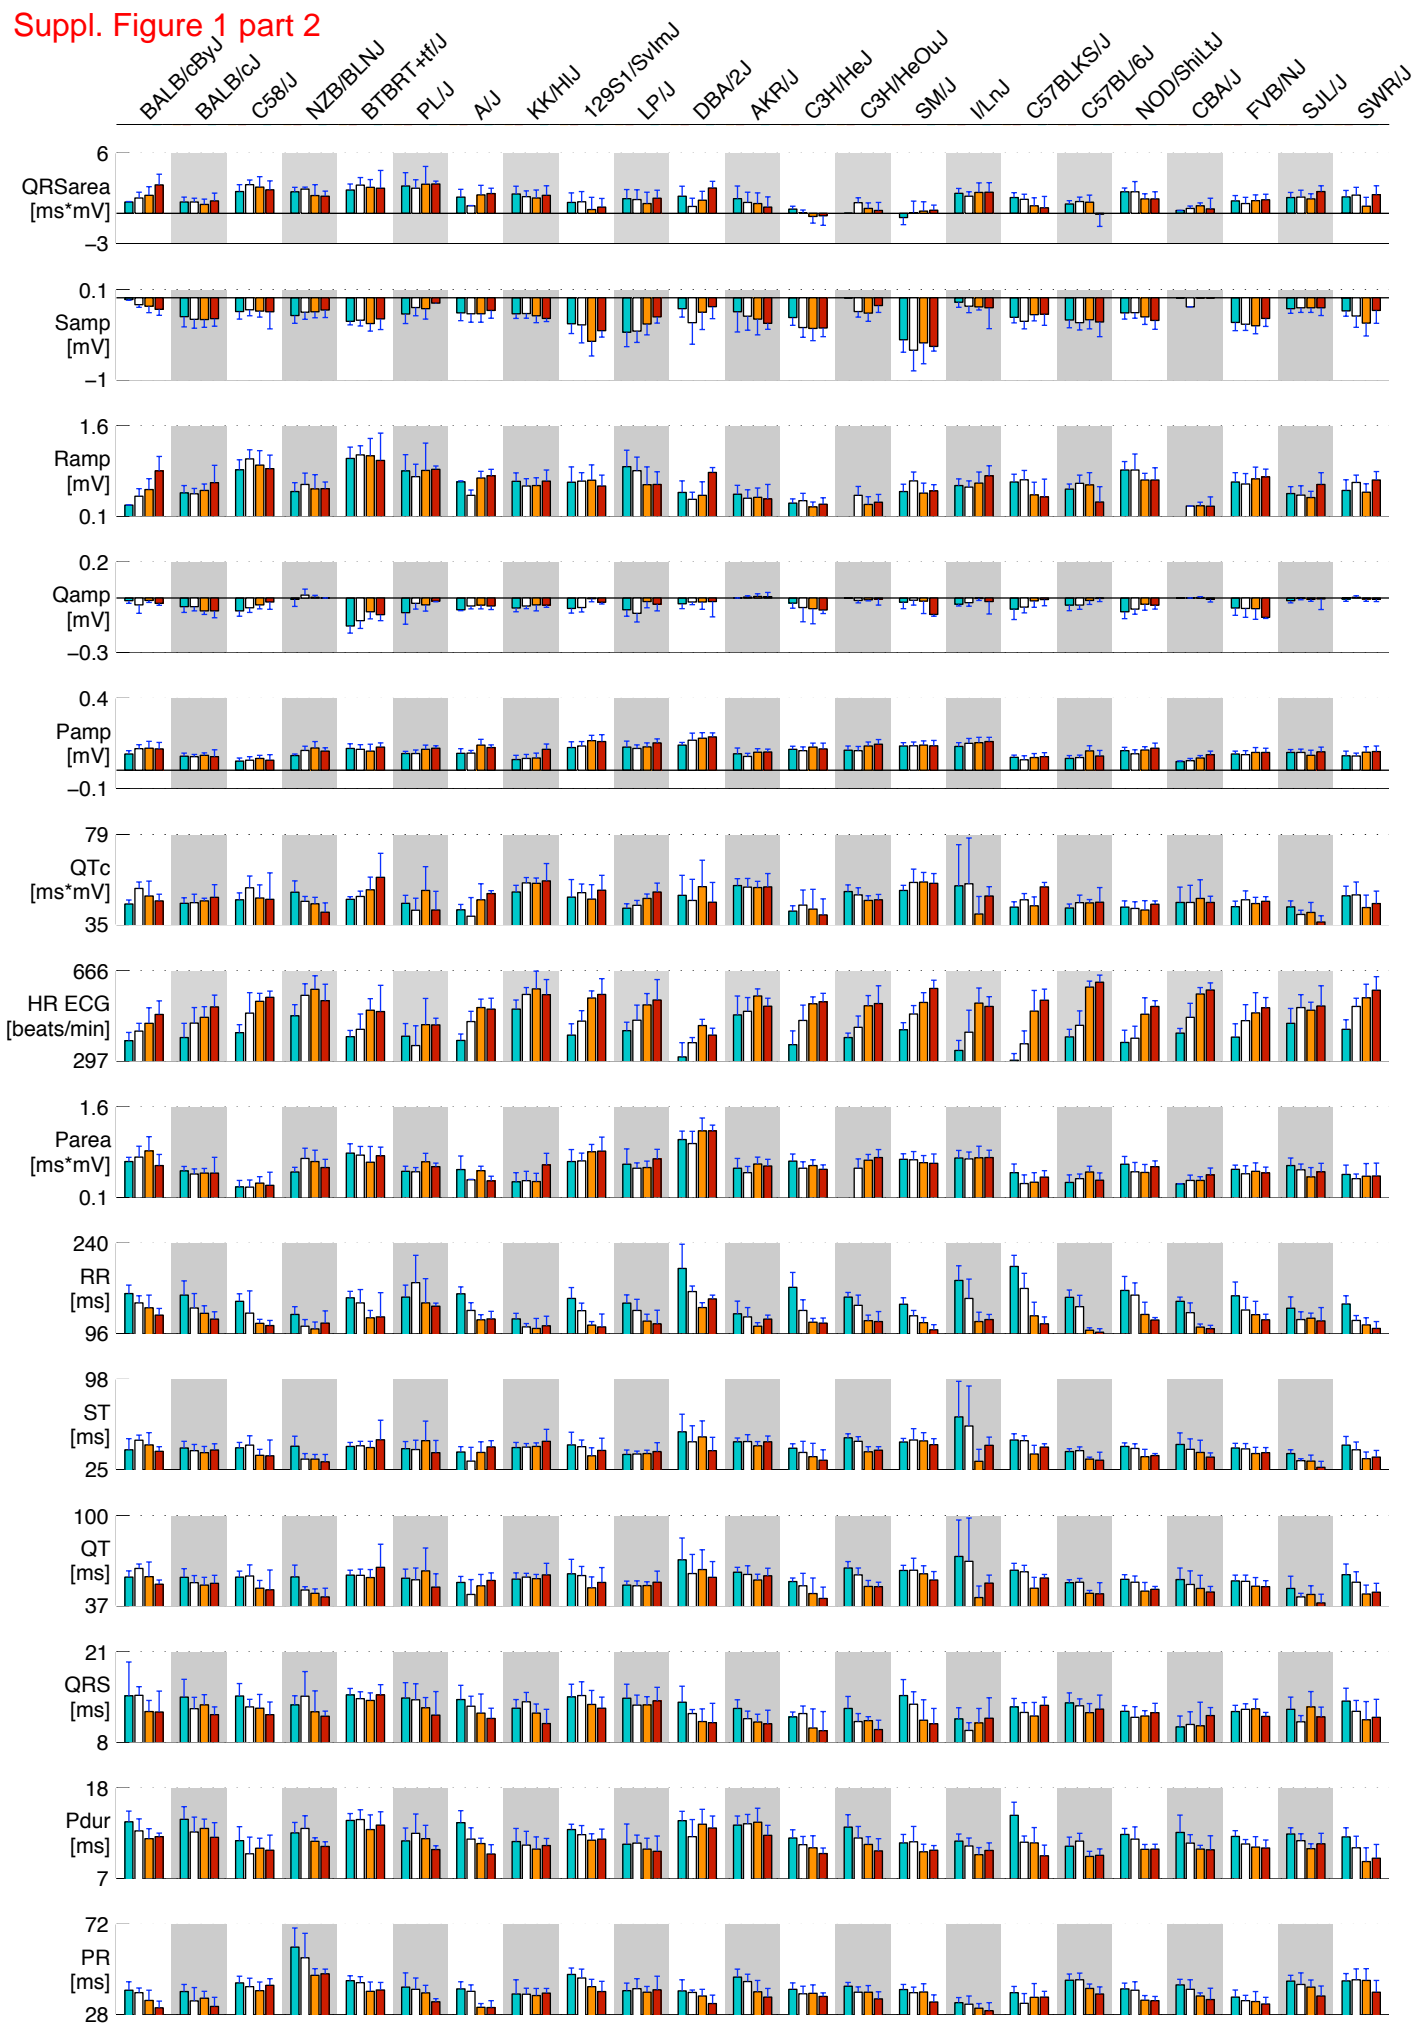 Suppl. Figure 1 part 2
BALB/cByJ
BALB/cJ
C58/J
NZB/BLNJ
BTBRT+tf/J
PL/J
A/J
KK/HlJ
129S1/SvImJ
LP/J
DBA/2J
AKR/J
C3H/HeJ
C3H/HeOuJ
SM/J
I/LnJ
C57BLKS/J
C57BL/6J
NOD/ShiLtJ
CBA/J
FVB/NJ
SJL/J
SWR/J
6
QRSarea
[ms*mV]
−3
0.1
Samp
[mV]
−1
1.6
Ramp
[mV]
0.1
0.2
Qamp
[mV]
−0.3
0.4
Pamp
[mV]
−0.1
79
QTc
[ms*mV]
35
666
HR ECG
[beats/min]
297
1.6
Parea
[ms*mV]
0.1
240
RR
[ms]
96
98
ST
[ms]
25
100
QT
[ms]
37
21
QRS
[ms]
8
18
Pdur
[ms]
7
72
PR
[ms]
28